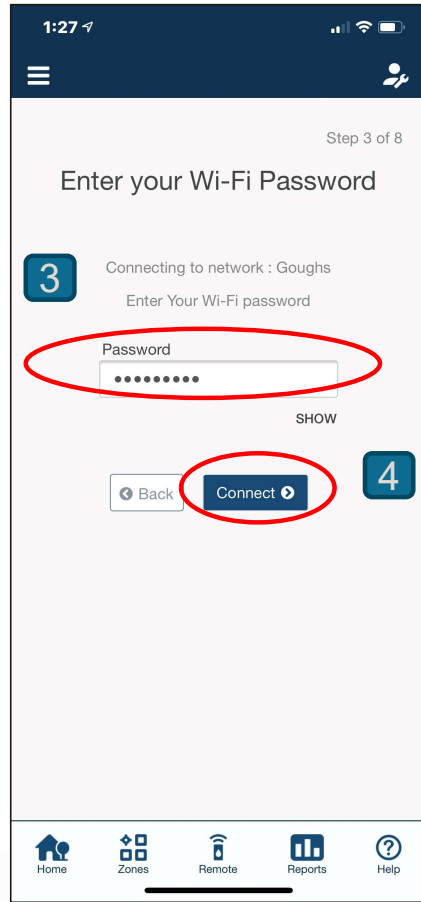 1:27
Step 3 of 8
Enter your Wi-Fi Password
3
Connecting to network : Goughs
Enter Your Wi-Fi password
Password
•••••••••
SHOW
Back
Connect
4
Home Zones Remote Reports Help